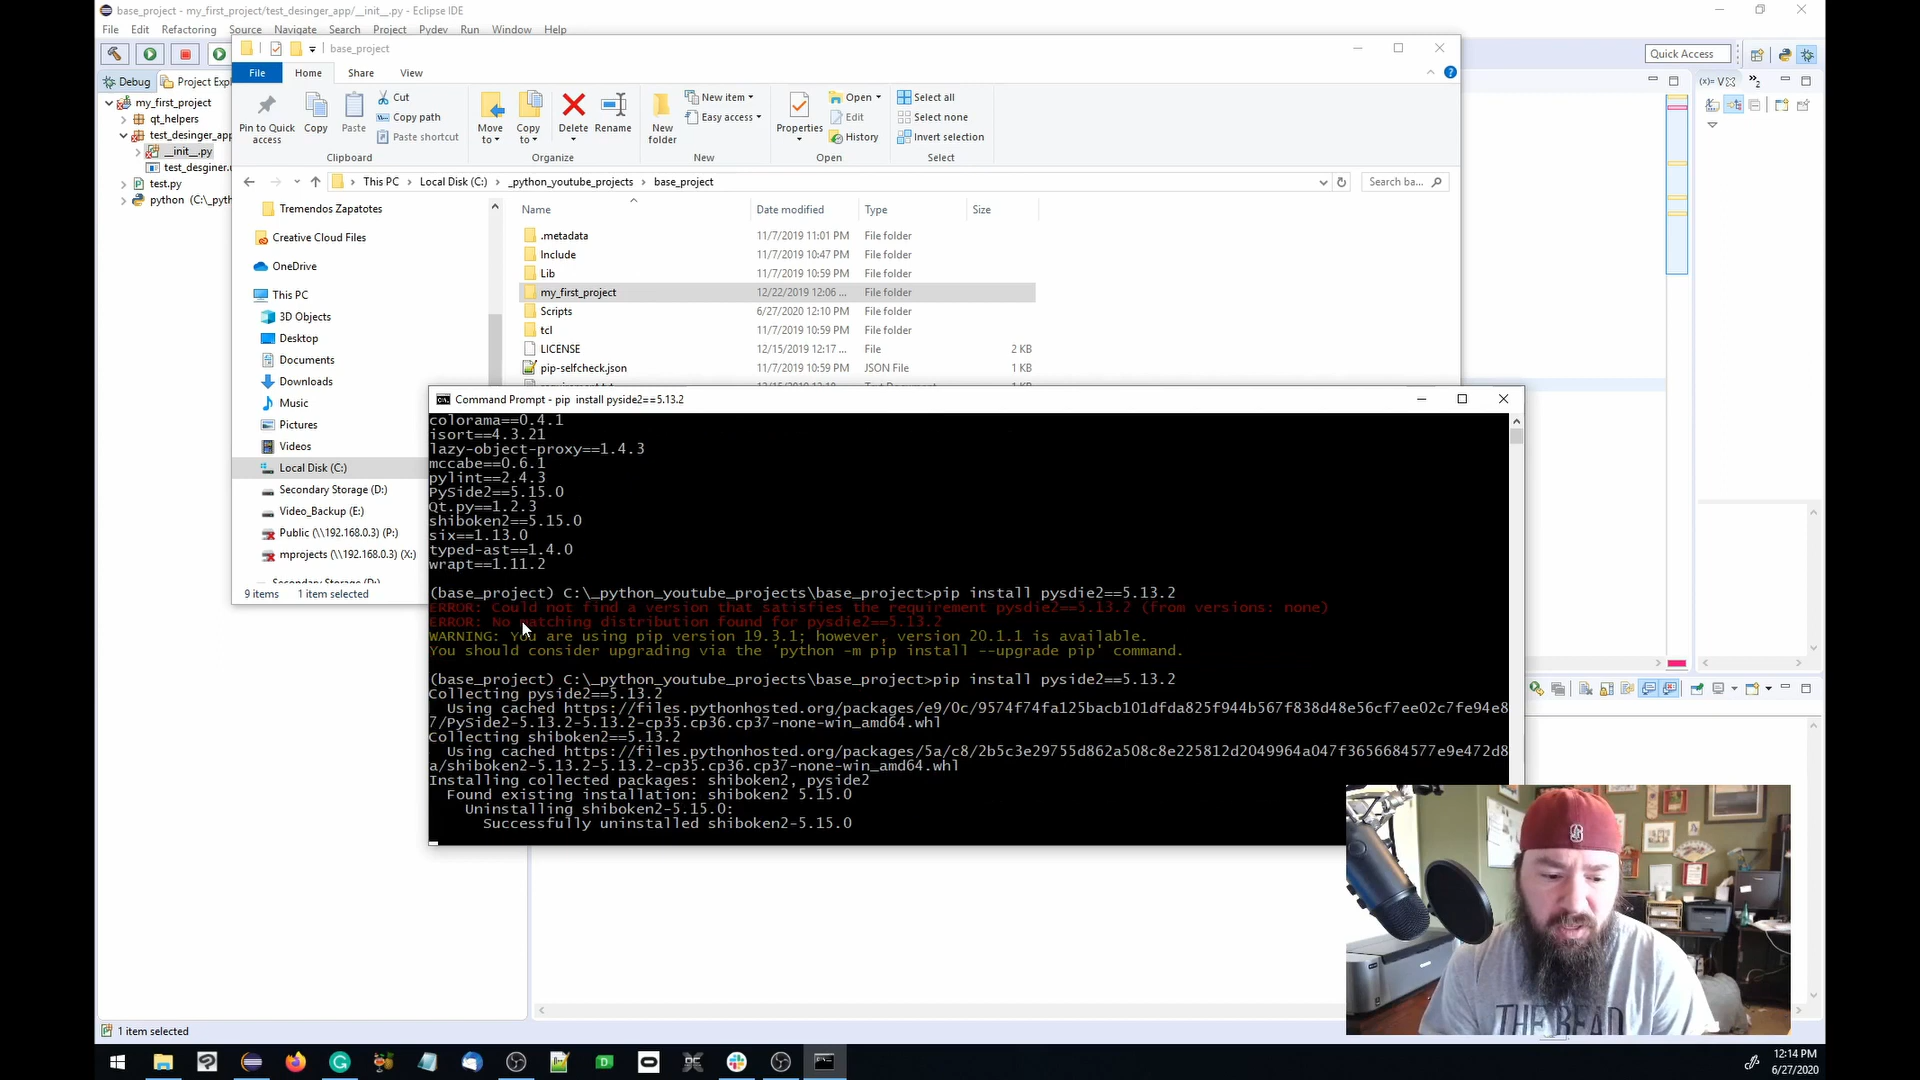 base_project - my_first_project/test_desinger_app/__init__.py - Eclipse IDE
File Edit Refactoring Source Navigate Search Project Pydev Run Window Help
Quick Access
base_project
File Home Share View
Debug
Project Expl
my_first_project
qt_helpers
test_desinger_app
__init__.py
test_desginer.u
test.py
python (C:\_pyth
Pin to Quick access
Copy
Paste
Cut
Copy path
Paste shortcut
Clipboard
Move to
Copy to
Delete
Rename
Organize
New folder
New item
Easy access
New
Properties
Open
Edit
History
Open
Select all
Select none
Invert selection
Select
This PC > Local Disk (C:) > _python_youtube_projects > base_project
Search ba...
Tremendos Zapatotes
Creative Cloud Files
OneDrive
This PC
3D Objects
Desktop
Documents
Downloads
Music
Pictures
Videos
Local Disk (C:)
Secondary Storage (D:)
Video_Backup (E:)
Public (\\192.168.0.3) (P:)
mprojects (\\192.168.0.3) (X:)
Secondary Storage (D:)
9 items 1 item selected
Name Date modified Type Size
.metadata 11/7/2019 11:01 PM File folder
Include 11/7/2019 10:47 PM File folder
Lib 11/7/2019 10:59 PM File folder
my_first_project 12/22/2019 12:06 ... File folder
Scripts 6/27/2020 12:10 PM File folder
tcl 11/7/2019 10:59 PM File folder
LICENSE 12/15/2019 12:17 ... File 2 KB
pip-selfcheck.json 11/7/2019 10:59 PM JSON File 1 KB
Command Prompt - pip install pyside2==5.13.2
colorama==0.4.1
isort==4.3.21
lazy-object-proxy==1.4.3
mccabe==0.6.1
pylint==2.4.3
PySide2==5.15.0
Qt.py==1.2.3
shiboken2==5.15.0
six==1.13.0
typed-ast==1.4.0
wrapt==1.11.2
(base_project) C:\_python_youtube_projects\base_project>pip install pysdie2==5.13.2
ERROR: Could not find a version that satisfies the requirement pysdie2==5.13.2 (from versions: none)
ERROR: No matching distribution found for pysdie2==5.13.2
WARNING: You are using pip version 19.3.1; however, version 20.1.1 is available.
You should consider upgrading via the 'python -m pip install --upgrade pip' command.
(base_project) C:\_python_youtube_projects\base_project>pip install pyside2==5.13.2
Collecting pyside2==5.13.2
Using cached https://files.pythonhosted.org/packages/e9/0c/9574f74fa125bacb101dfda825f944b567f838d48e56cf7ee02c7fe94e8
7/PySide2-5.13.2-5.13.2-cp35.cp36.cp37-none-win_amd64.whl
Collecting shiboken2==5.13.2
Using cached https://files.pythonhosted.org/packages/5a/c8/2b5c3e29755d862a508c8e225812d2049964a047f3656684577e9e472d8
a/shiboken2-5.13.2-5.13.2-cp35.cp36.cp37-none-win_amd64.whl
Installing collected packages: shiboken2, pyside2
Found existing installation: shiboken2 5.15.0
Uninstalling shiboken2-5.15.0:
Successfully uninstalled shiboken2-5.15.0
THE BEAD
1 item selected
12:14 PM
6/27/2020